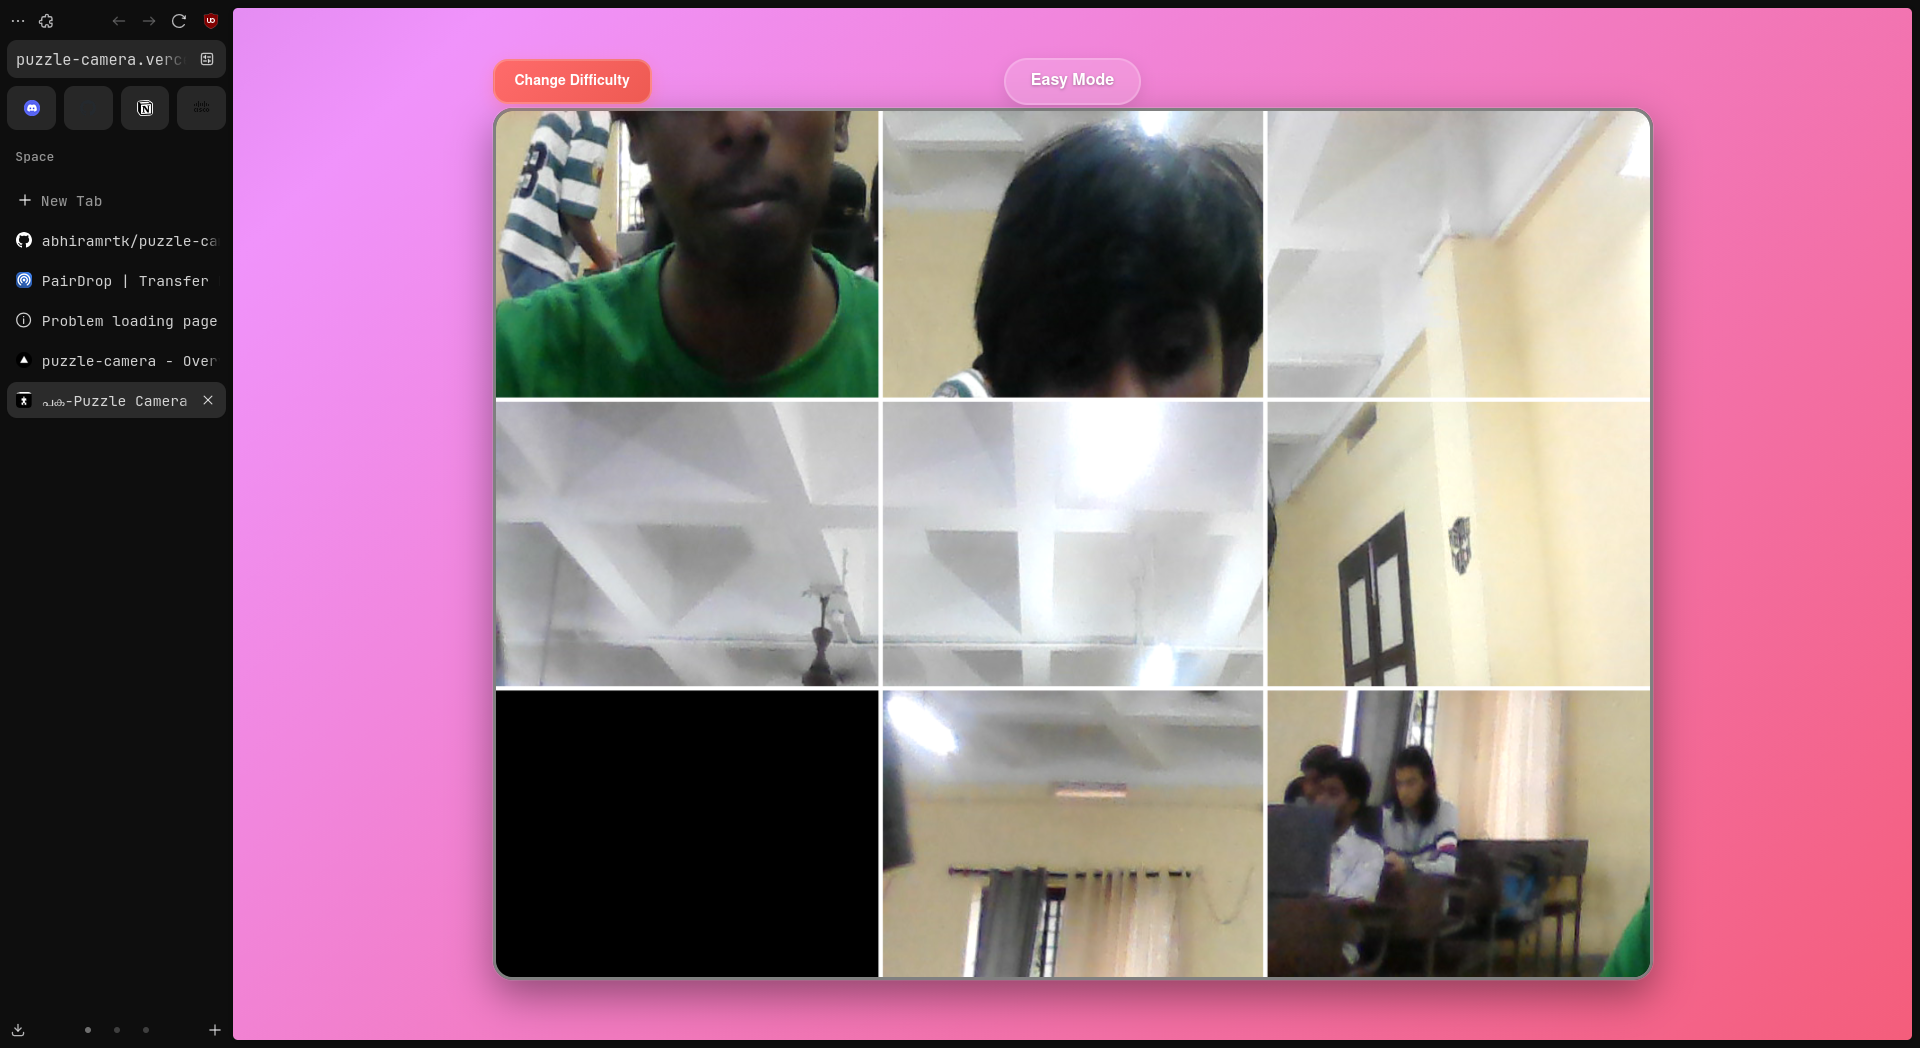 puzzle-camera.verc
Space
New Tab
abhiramrtk/puzzle-ca
PairDrop | Transfer
Problem loading page
puzzle-camera - Over
പക-Puzzle Camera
Change Difficulty
Easy Mode